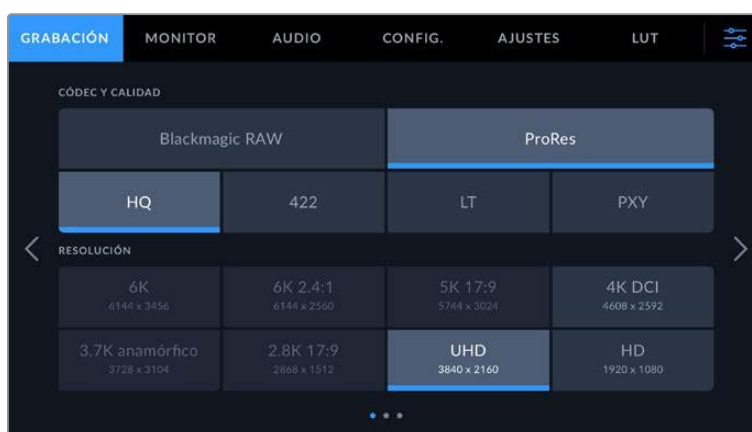 GRABACIÓN MONITOR AUDIO CONFIG. AJUSTES LUT
CÓDEC Y CALIDAD
Blackmagic RAW ProRes
HQ 422 LT PXY
RESOLUCIÓN
6K 6K 2.4:1 5K 17:9 4K DCI
6144 x 3456 6144 x 2560 5744 x 3024 4608 x 2592
3.7K anamórfico 2.8K 17:9 UHD HD
3728 x 3104 2868 x 1512 3840 x 2160 1920 x 1080